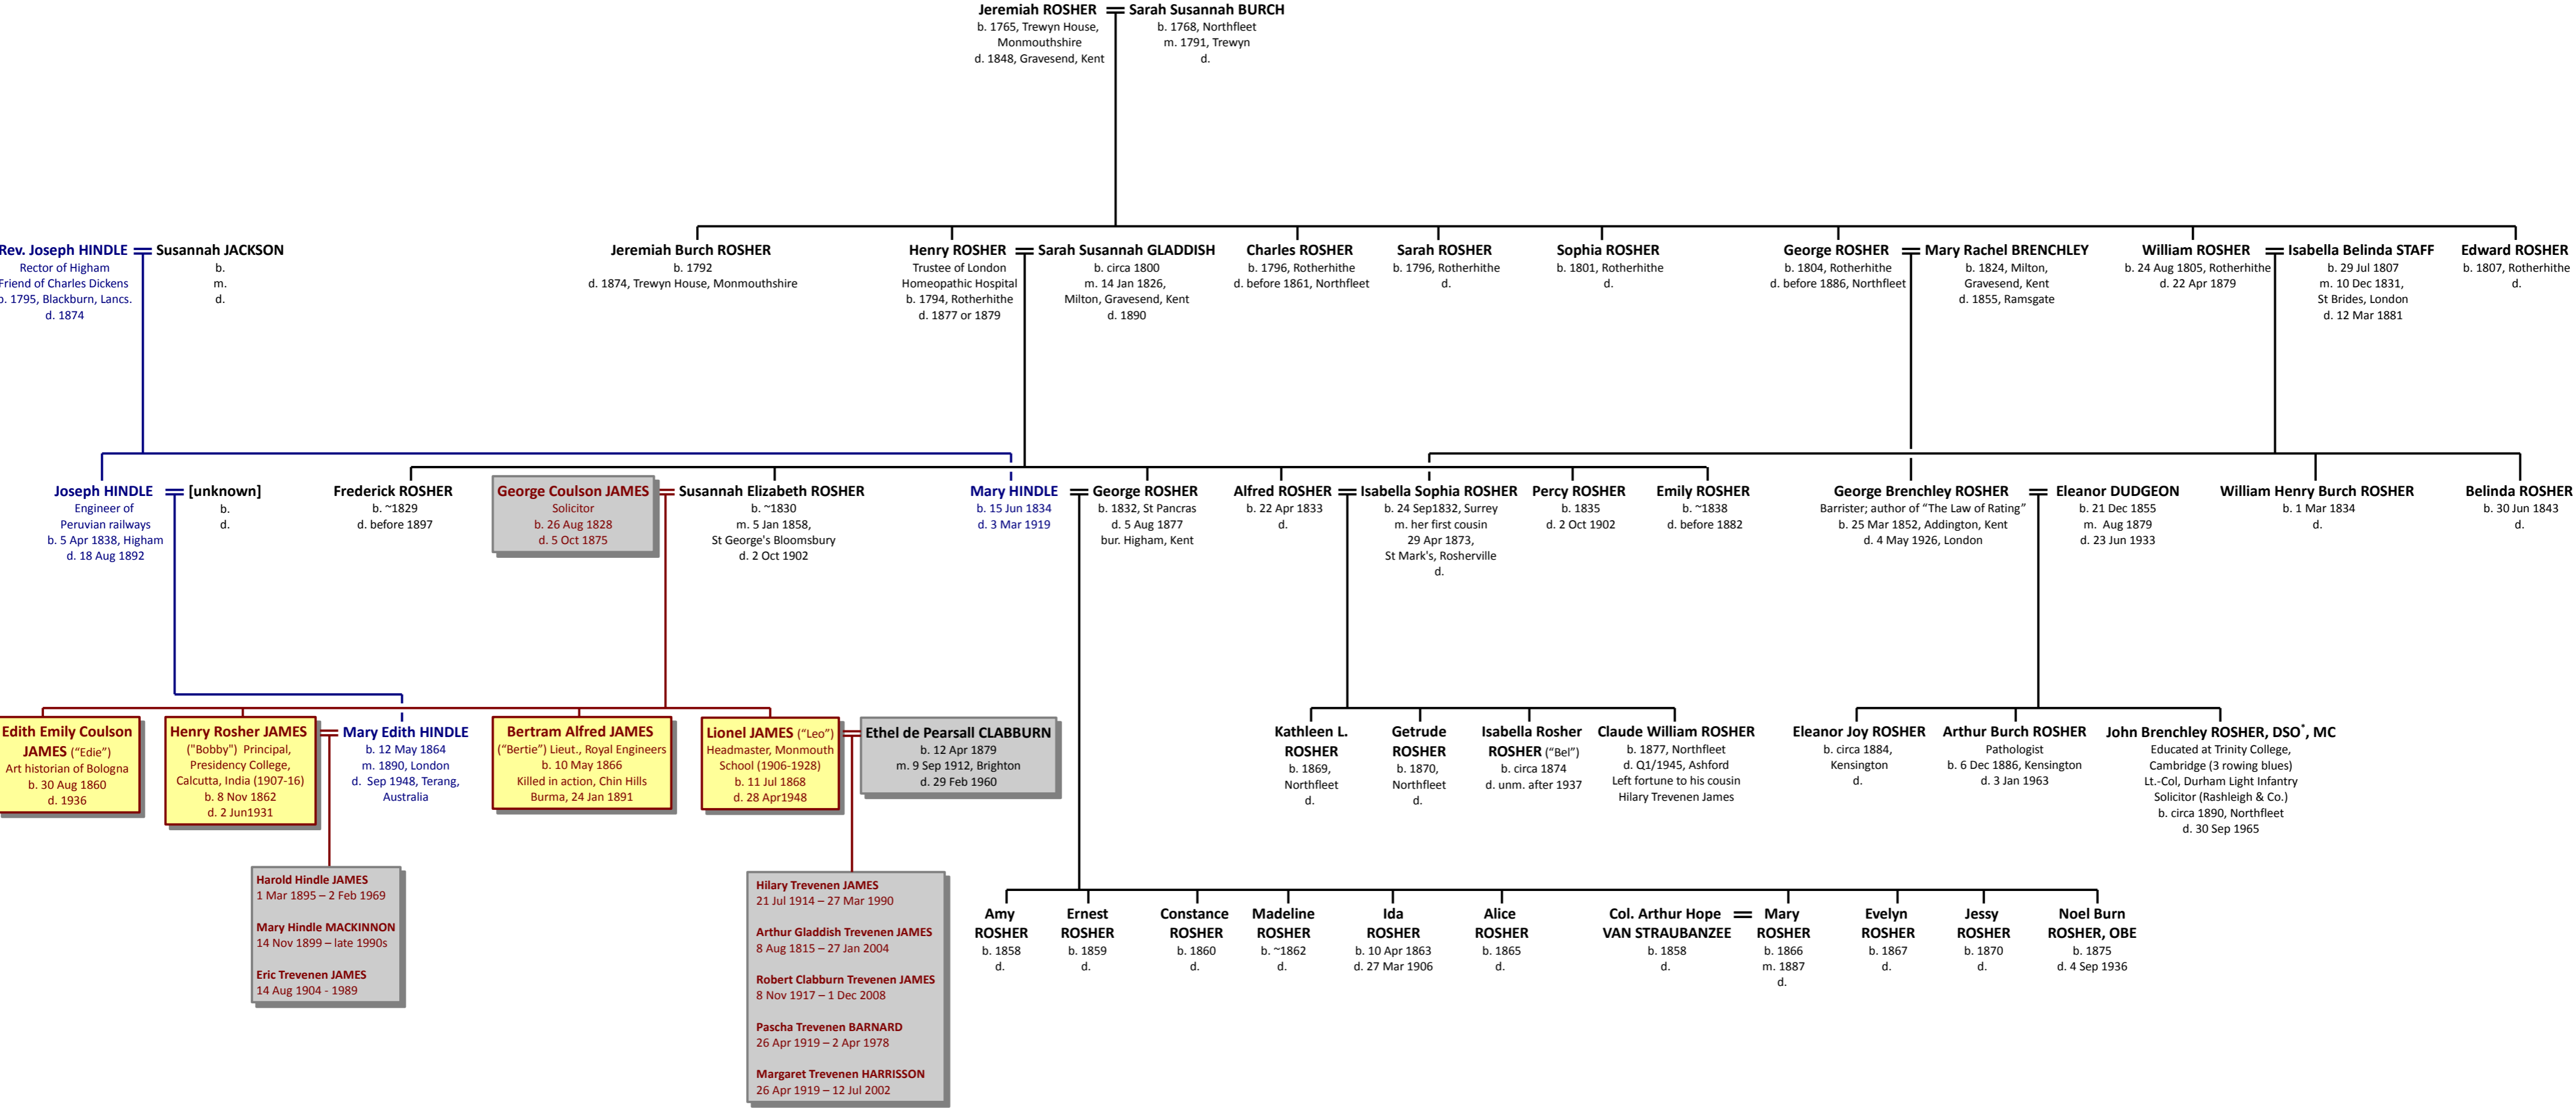 Jeremiah ROSHER
b. 1765, Trewyn House,
Monmouthshire
d. 1848, Gravesend, Kent
Sarah Susannah BURCH
b. 1768, Northfleet
m. 1791, Trewyn
d.
Rev. Joseph HINDLE
Rector of Higham
Friend of Charles Dickens
b. 1795, Blackburn, Lancs.
d. 1874
Susannah JACKSON
b.
m.
d.
Jeremiah Burch ROSHER
b. 1792
d. 1874, Trewyn House, Monmouthshire
Henry ROSHER
Trustee of London
Homeopathic Hospital
b. 1794, Rotherhithe
d. 1877 or 1879
Sarah Susannah GLADDISH
b. circa 1800
m. 14 Jan 1826,
Milton, Gravesend, Kent
d. 1890
Charles ROSHER
b. 1796, Rotherhithe
d. before 1861, Northfleet
Sarah ROSHER
b. 1796, Rotherhithe
d.
Sophia ROSHER
b. 1801, Rotherhithe
d.
George ROSHER
b. 1804, Rotherhithe
d. before 1886, Northfleet
Mary Rachel BRENCHLEY
b. 1824, Milton,
Gravesend, Kent
d. 1855, Ramsgate
William ROSHER
b. 24 Aug 1805, Rotherhithe
d. 22 Apr 1879
Isabella Belinda STAFF
b. 29 Jul 1807
m. 10 Dec 1831,
St Brides, London
d. 12 Mar 1881
Edward ROSHER
b. 1807, Rotherhithe
d.
Joseph HINDLE
Engineer of
Peruvian railways
b. 5 Apr 1838, Higham
d. 18 Aug 1892
[unknown]
b.
d.
Frederick ROSHER
b. ~1829
d. before 1897
George Coulson JAMES
Solicitor
b. 26 Aug 1828
d. 5 Oct 1875
Susannah Elizabeth ROSHER
b. ~1830
m. 5 Jan 1858,
St George's Bloomsbury
d. 2 Oct 1902
Mary HINDLE
b. 15 Jun 1834
d. 3 Mar 1919
George ROSHER
b. 1832, St Pancras
d. 5 Aug 1877
bur. Higham, Kent
Alfred ROSHER
b. 22 Apr 1833
d.
Isabella Sophia ROSHER
b. 24 Sep1832, Surrey
m. her first cousin
29 Apr 1873,
St Mark's, Rosherville
d.
Percy ROSHER
b. 1835
d. 2 Oct 1902
Emily ROSHER
b. ~1838
d. before 1882
George Brenchley ROSHER
Barrister; author of “The Law of Rating”
b. 25 Mar 1852, Addington, Kent
d. 4 May 1926, London
Eleanor DUDGEON
b. 21 Dec 1855
m. Aug 1879
d. 23 Jun 1933
William Henry Burch ROSHER
b. 1 Mar 1834
d.
Belinda ROSHER
b. 30 Jun 1843
d.
Edith Emily Coulson
JAMES (“Edie”)
Art historian of Bologna
b. 30 Aug 1860
d. 1936
Henry Rosher JAMES
("Bobby") Principal,
Presidency College,
Calcutta, India (1907-16)
b. 8 Nov 1862
d. 2 Jun1931
Mary Edith HINDLE
b. 12 May 1864
m. 1890, London
d. Sep 1948, Terang,
Australia
Bertram Alfred JAMES
(“Bertie”) Lieut., Royal Engineers
b. 10 May 1866
Killed in action, Chin Hills
Burma, 24 Jan 1891
Lionel JAMES (“Leo”)
Headmaster, Monmouth
School (1906-1928)
b. 11 Jul 1868
d. 28 Apr1948
Ethel de Pearsall CLABBURN
b. 12 Apr 1879
m. 9 Sep 1912, Brighton
d. 29 Feb 1960
Kathleen L.
ROSHER
b. 1869,
Northfleet
d.
Getrude
ROSHER
b. 1870,
Northfleet
d.
Isabella Rosher
ROSHER (“Bel”)
b. circa 1874
d. unm. after 1937
Claude William ROSHER
b. 1877, Northfleet
d. Q1/1945, Ashford
Left fortune to his cousin
Hilary Trevenen James
Eleanor Joy ROSHER
b. circa 1884,
Kensington
d.
Arthur Burch ROSHER
Pathologist
b. 6 Dec 1886, Kensington
d. 3 Jan 1963
John Brenchley ROSHER, DSO*, MC
Educated at Trinity College,
Cambridge (3 rowing blues)
Lt.-Col, Durham Light Infantry
Solicitor (Rashleigh & Co.)
b. circa 1890, Northfleet
d. 30 Sep 1965
Harold Hindle JAMES
1 Mar 1895 – 2 Feb 1969
Mary Hindle MACKINNON
14 Nov 1899 – late 1990s
Eric Trevenen JAMES
14 Aug 1904 - 1989
Hilary Trevenen JAMES
21 Jul 1914 – 27 Mar 1990
Arthur Gladdish Trevenen JAMES
8 Aug 1815 – 27 Jan 2004
Robert Clabburn Trevenen JAMES
8 Nov 1917 – 1 Dec 2008
Pascha Trevenen BARNARD
26 Apr 1919 – 2 Apr 1978
Margaret Trevenen HARRISSON
26 Apr 1919 – 12 Jul 2002
Amy
ROSHER
b. 1858
d.
Ernest
ROSHER
b. 1859
d.
Constance
ROSHER
b. 1860
d.
Madeline
ROSHER
b. ~1862
d.
Ida
ROSHER
b. 10 Apr 1863
d. 27 Mar 1906
Alice
ROSHER
b. 1865
d.
Col. Arthur Hope
VAN STRAUBANZEE
b. 1858
d.
Mary
ROSHER
b. 1866
m. 1887
d.
Evelyn
ROSHER
b. 1867
d.
Jessy
ROSHER
b. 1870
d.
Noel Burn
ROSHER, OBE
b. 1875
d. 4 Sep 1936